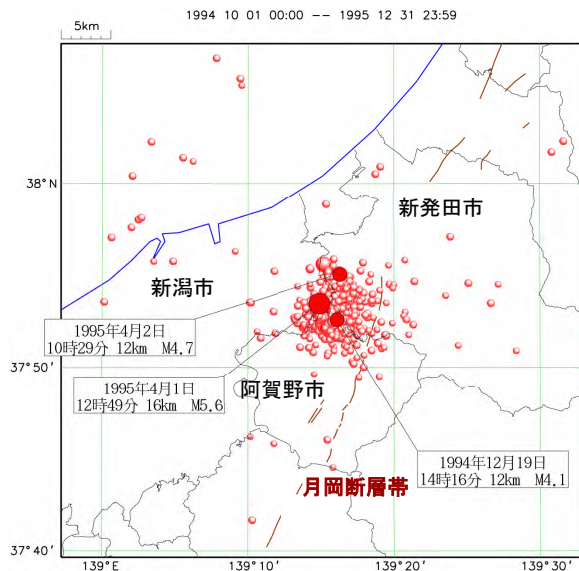 1994 10 01 00:00 -- 1995 12 31 23:59
5km
38°N
新発田市
新潟市
1995年4月2日
10時29分 12km M4.7
37°50′
1995年4月1日
12時49分 16km M5.6
阿賀野市
1994年12月19日
14時16分 12km M4.1
月岡断層帯
37°40′
139°E
139°10′
139°20′
139°30′